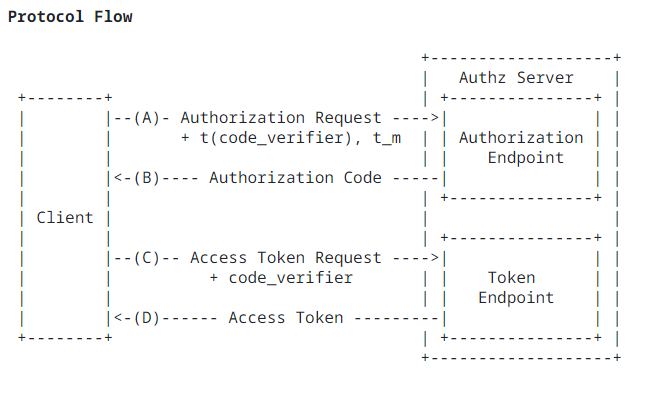 Protocol Flow
Authz Server
--(A)- Authorization Request ---->
+ t(code_verifier), t_m
Authorization
Endpoint
<-(B)---- Authorization Code -----
Client
--(C)-- Access Token Request ---->
+ code_verifier
Token
Endpoint
<-(D)------ Access Token ---------